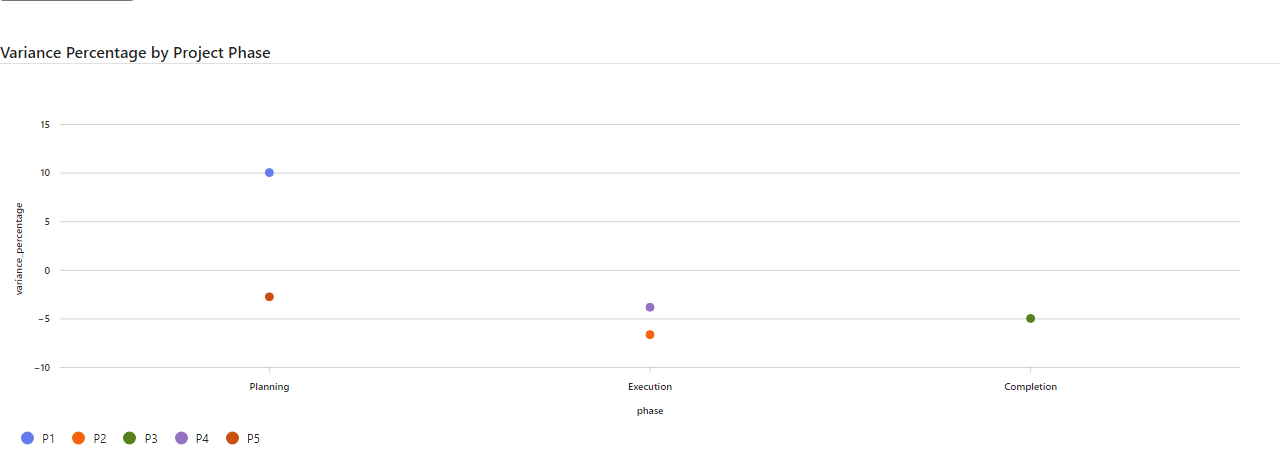 Variance Percentage by Project Phase
15
10
5
0
−5
−10
variance_percentage
Planning Execution Completion
phase
P1 P2 P3 P4 P5